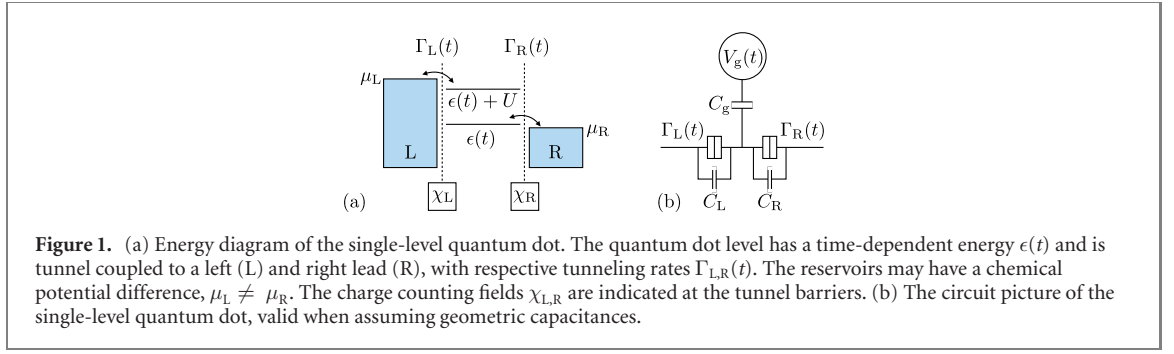 Γ_L(t) Γ_R(t)
μ_L
ϵ(t) + U
ϵ(t)
μ_R
L R
χ_L χ_R
(a)
V_g(t)
C_g
Γ_L(t) Γ_R(t)
C_L C_R
(b)
Figure 1. (a) Energy diagram of the single-level quantum dot. The quantum dot level has a time-dependent energy ϵ(t) and is
tunnel coupled to a left (L) and right lead (R), with respective tunneling rates Γ_L,R(t). The reservoirs may have a chemical
potential difference, μ_L ≠ μ_R. The charge counting fields χ_L,R are indicated at the tunnel barriers. (b) The circuit picture of the
single-level quantum dot, valid when assuming geometric capacitances.